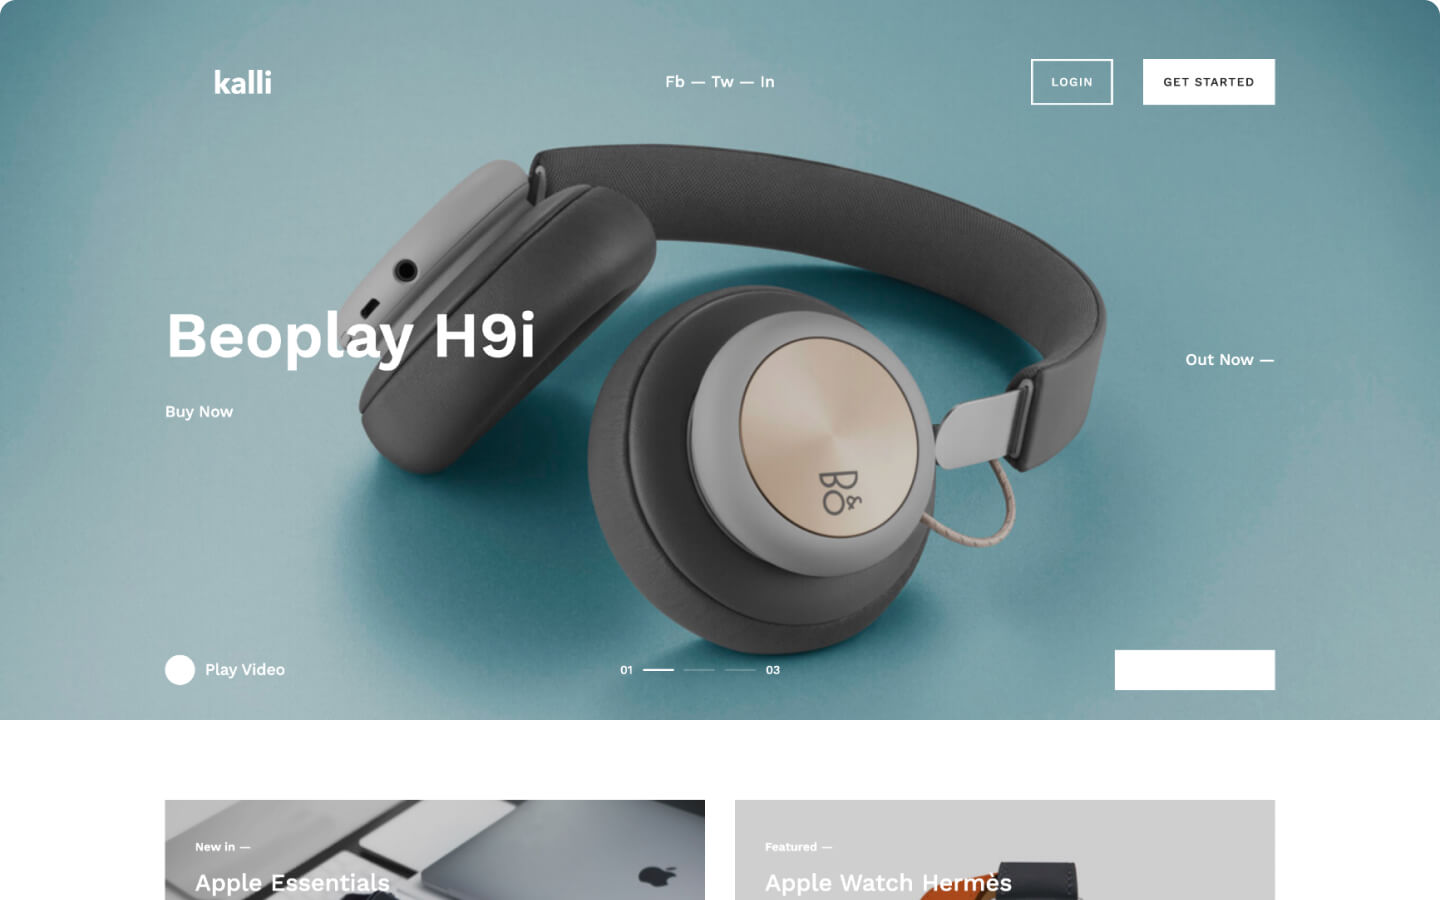 kalli
Fb — Tw — In
LOGIN
GET STARTED
Beoplay H9i
Out Now —
Buy Now
B&O
Play Video
01
03
New in —
Apple Essentials
Featured —
Apple Watch Hermès